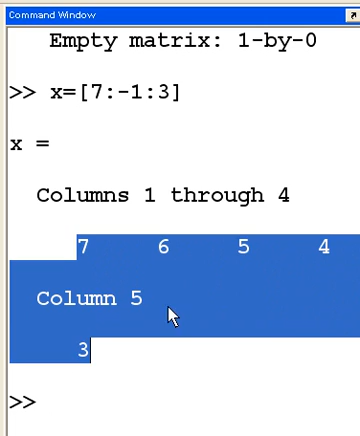 Command Window
Empty matrix: 1-by-0
>> x=[7:-1:3]
x =
Columns 1 through 4
7 6 5 4
Column 5
3
>>